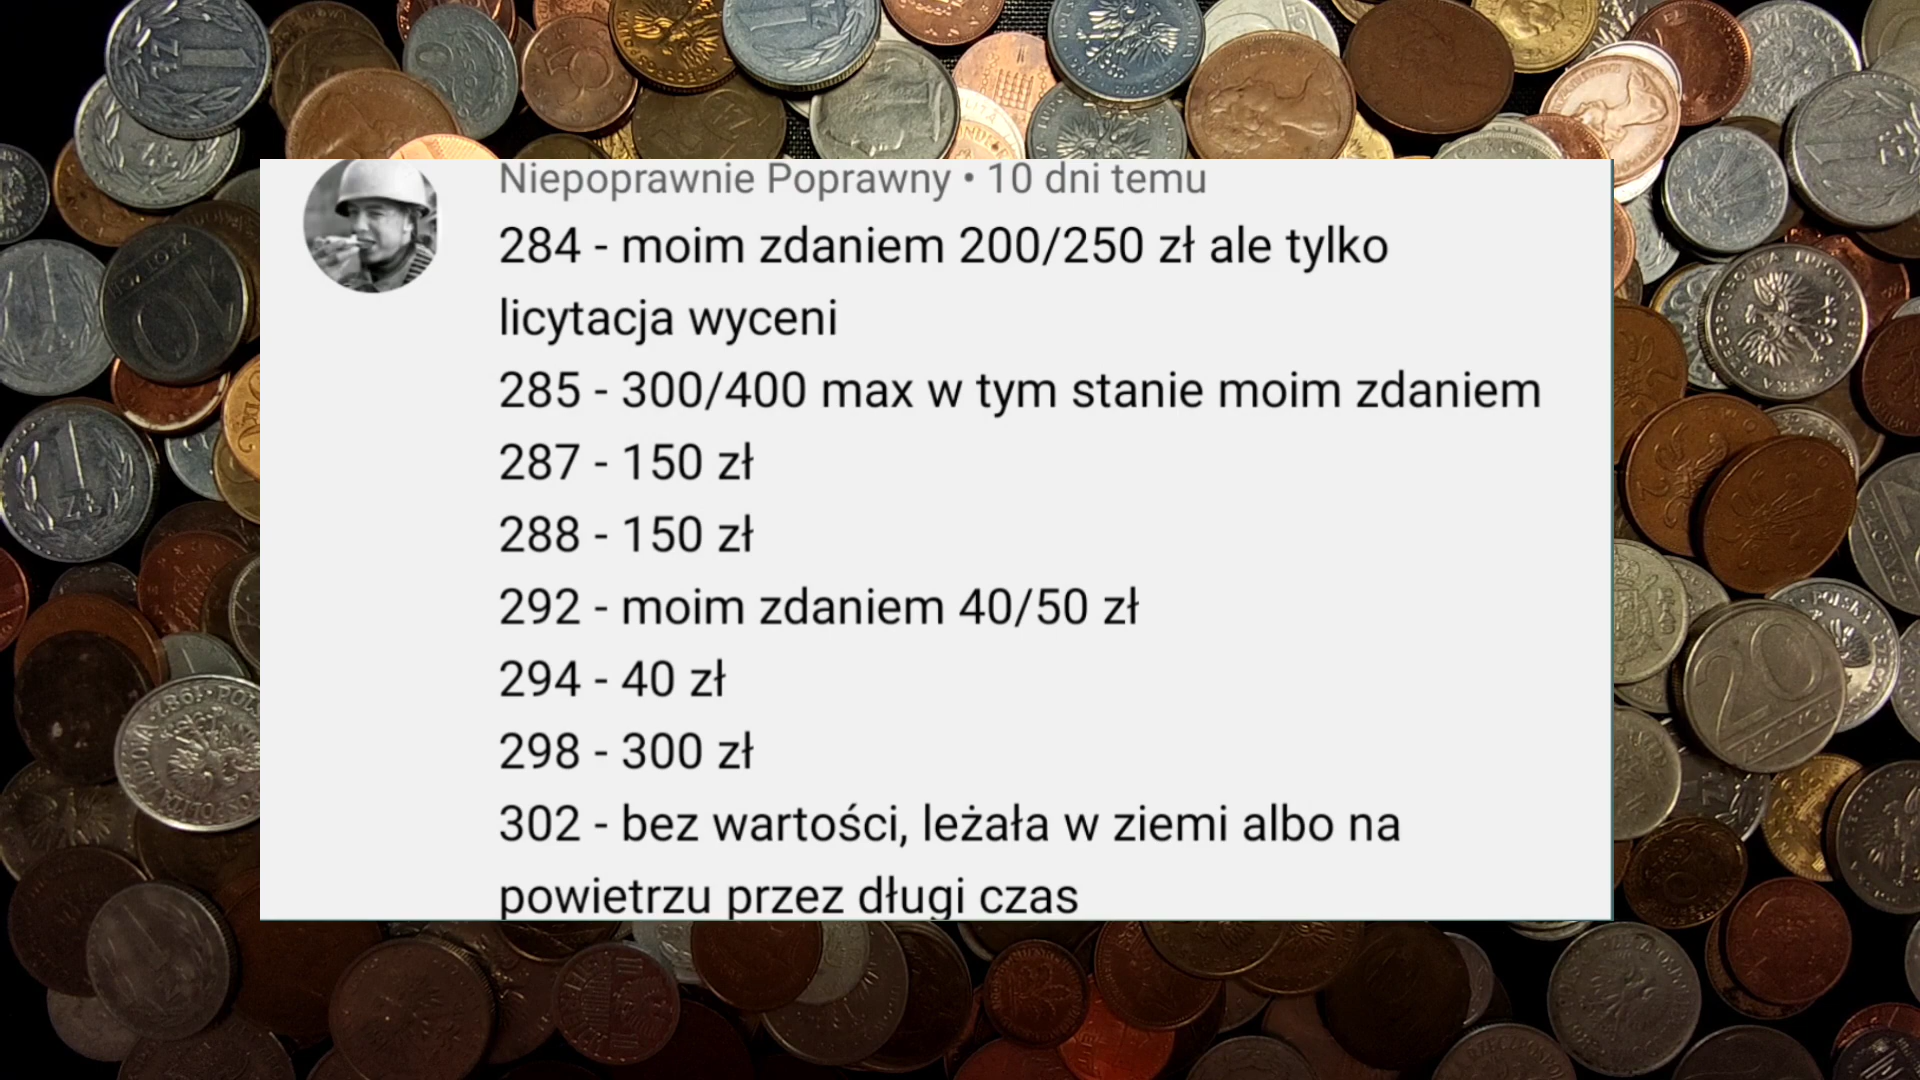 Niepoprawnie Poprawny • 10 dni temu
284 - moim zdaniem 200/250 zł ale tylko
licytacja wyceni
285 - 300/400 max w tym stanie moim zdaniem
287 - 150 zł
288 - 150 zł
292 - moim zdaniem 40/50 zł
294 - 40 zł
298 - 300 zł
302 - bez wartości, leżała w ziemi albo na
powietrzu przez długi czas